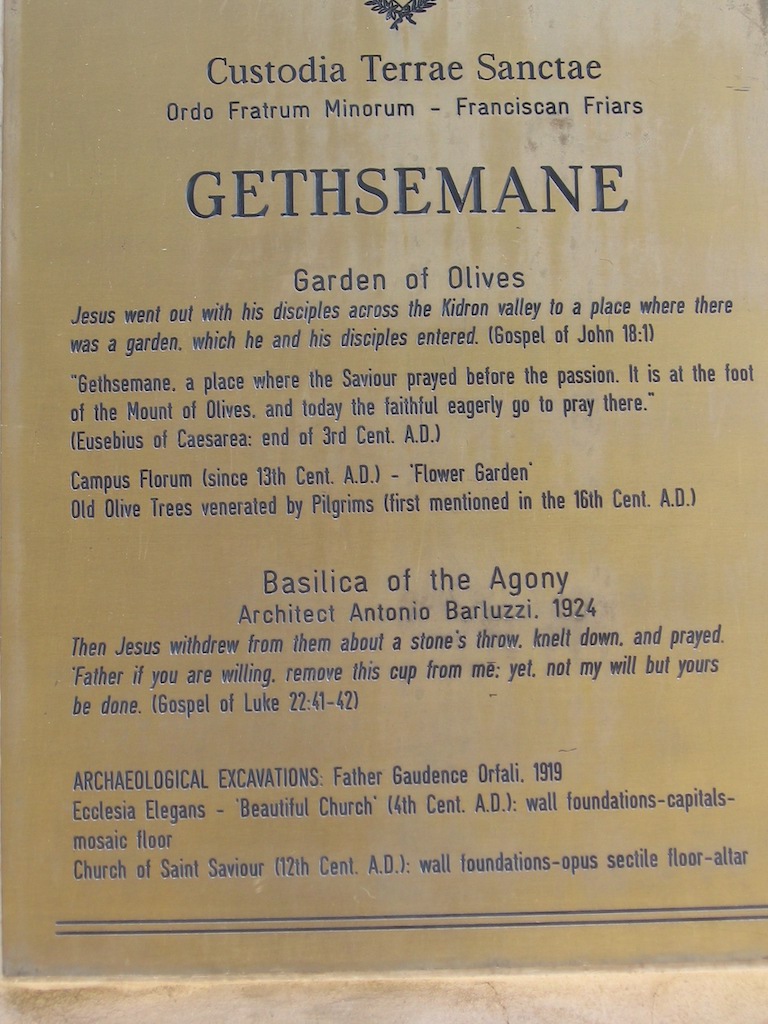 Custodia Terrae Sanctae
Ordo Fratrum Minorum - Franciscan Friars
GETHSEMANE
Garden of Olives
Jesus went out with his disciples across the Kidron valley to a place where there
was a garden, which he and his disciples entered. (Gospel of John 18:1)
"Gethsemane, a place where the Saviour prayed before the passion. It is at the foot
of the Mount of Olives, and today the faithful eagerly go to pray there."
(Eusebius of Caesarea: end of 3rd Cent. A.D.)
Campus Florum (since 13th Cent. A.D.) - 'Flower Garden'
Old Olive Trees venerated by Pilgrims (first mentioned in the 16th Cent. A.D.)
Basilica of the Agony
Architect Antonio Barluzzi, 1924
Then Jesus withdrew from them about a stone's throw, knelt down, and prayed.
'Father if you are willing, remove this cup from me; yet, not my will but yours
be done. (Gospel of Luke 22:41-42)
ARCHAEOLOGICAL EXCAVATIONS: Father Gaudence Orfali, 1919
Ecclesia Elegans - 'Beautiful Church' (4th Cent. A.D.): wall foundations-capitals-
mosaic floor
Church of Saint Saviour (12th Cent. A.D.): wall foundations-opus sectile floor-altar